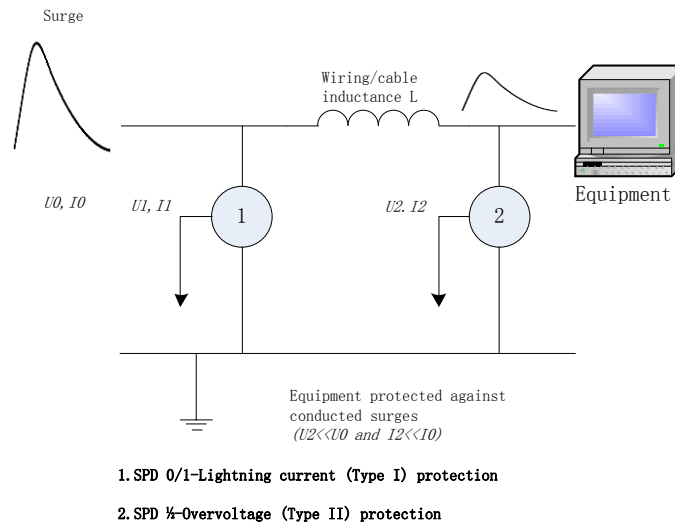 Surge
Wiring/cable
inductance L
U0, I0
U1, I1
1
U2. I2
2
Equipment
Equipment protected against
conducted surges
(U2<<U0 and I2<<I0)
1.SPD 0/1-Lightning current (Type I) protection
2.SPD ½-Overvoltage (Type II) protection